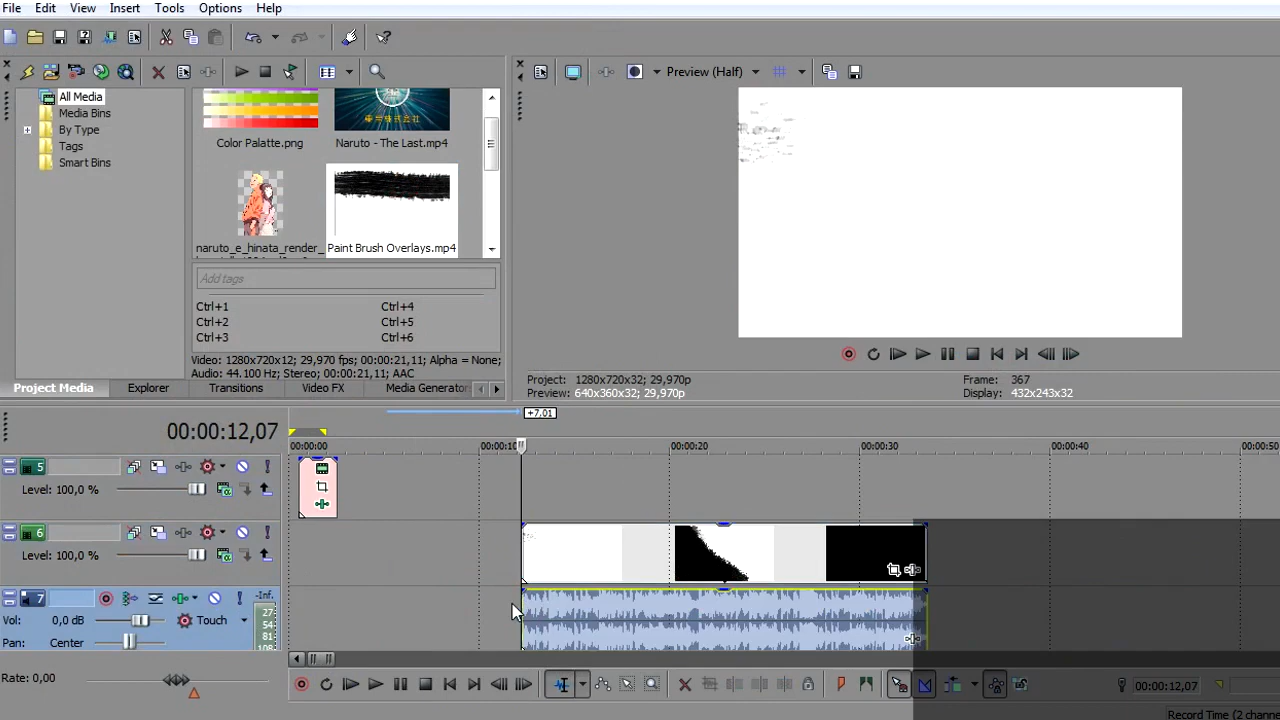 File Edit View Insert Tools Options Help
Preview (Half)
All Media
Media Bins
By Type
Tags
Smart Bins
Color Palatte.png
Naruto - The Last.mp4
naruto_e_hinata_render_
Paint Brush Overlays.mp4
Add tags
Ctrl+1 Ctrl+4
Ctrl+2 Ctrl+5
Ctrl+3 Ctrl+6
Video: 1280x720x12; 29,970 fps; 00:00:21,11; Alpha = None;
Audio: 44.100 Hz; Stereo; 00:00:21,11; AAC
Project Media Explorer Transitions Video FX Media Generator
Project: 1280x720x32; 29,970p
Preview: 640x360x32; 29,970p
Frame: 367
Display: 432x243x32
+7.01
00:00:12,07
00:00:00 00:00:10 00:00:20 00:00:30 00:00:40 00:00:50
5
Level: 100,0 %
6
Level: 100,0 %
7
Vol: 0,0 dB Touch
Pan: Center
27
54
81
108
Rate: 0,00
00:00:12,07
Record Time (2 channe